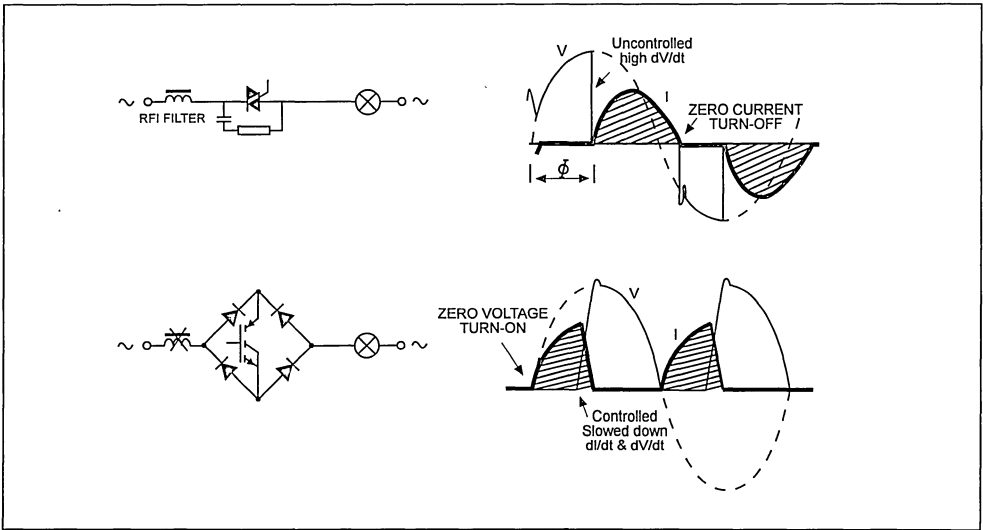 V
Uncontrolled
high dV/dt
I
ZERO CURRENT
TURN-OFF
~
~
RFI FILTER
ϕ
ZERO VOLTAGE
TURN-ON
V
I
~
~
Controlled
Slowed down
dI/dt & dV/dt